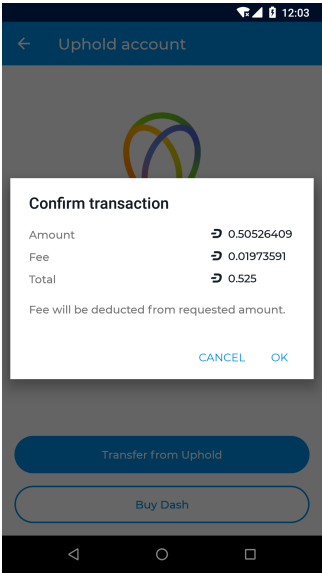 12:03
Uphold account
Confirm transaction
Amount 0.50526409
Fee 0.01973591
Total 0.525
Fee will be deducted from requested amount.
CANCEL OK
Transfer from Uphold
Buy Dash